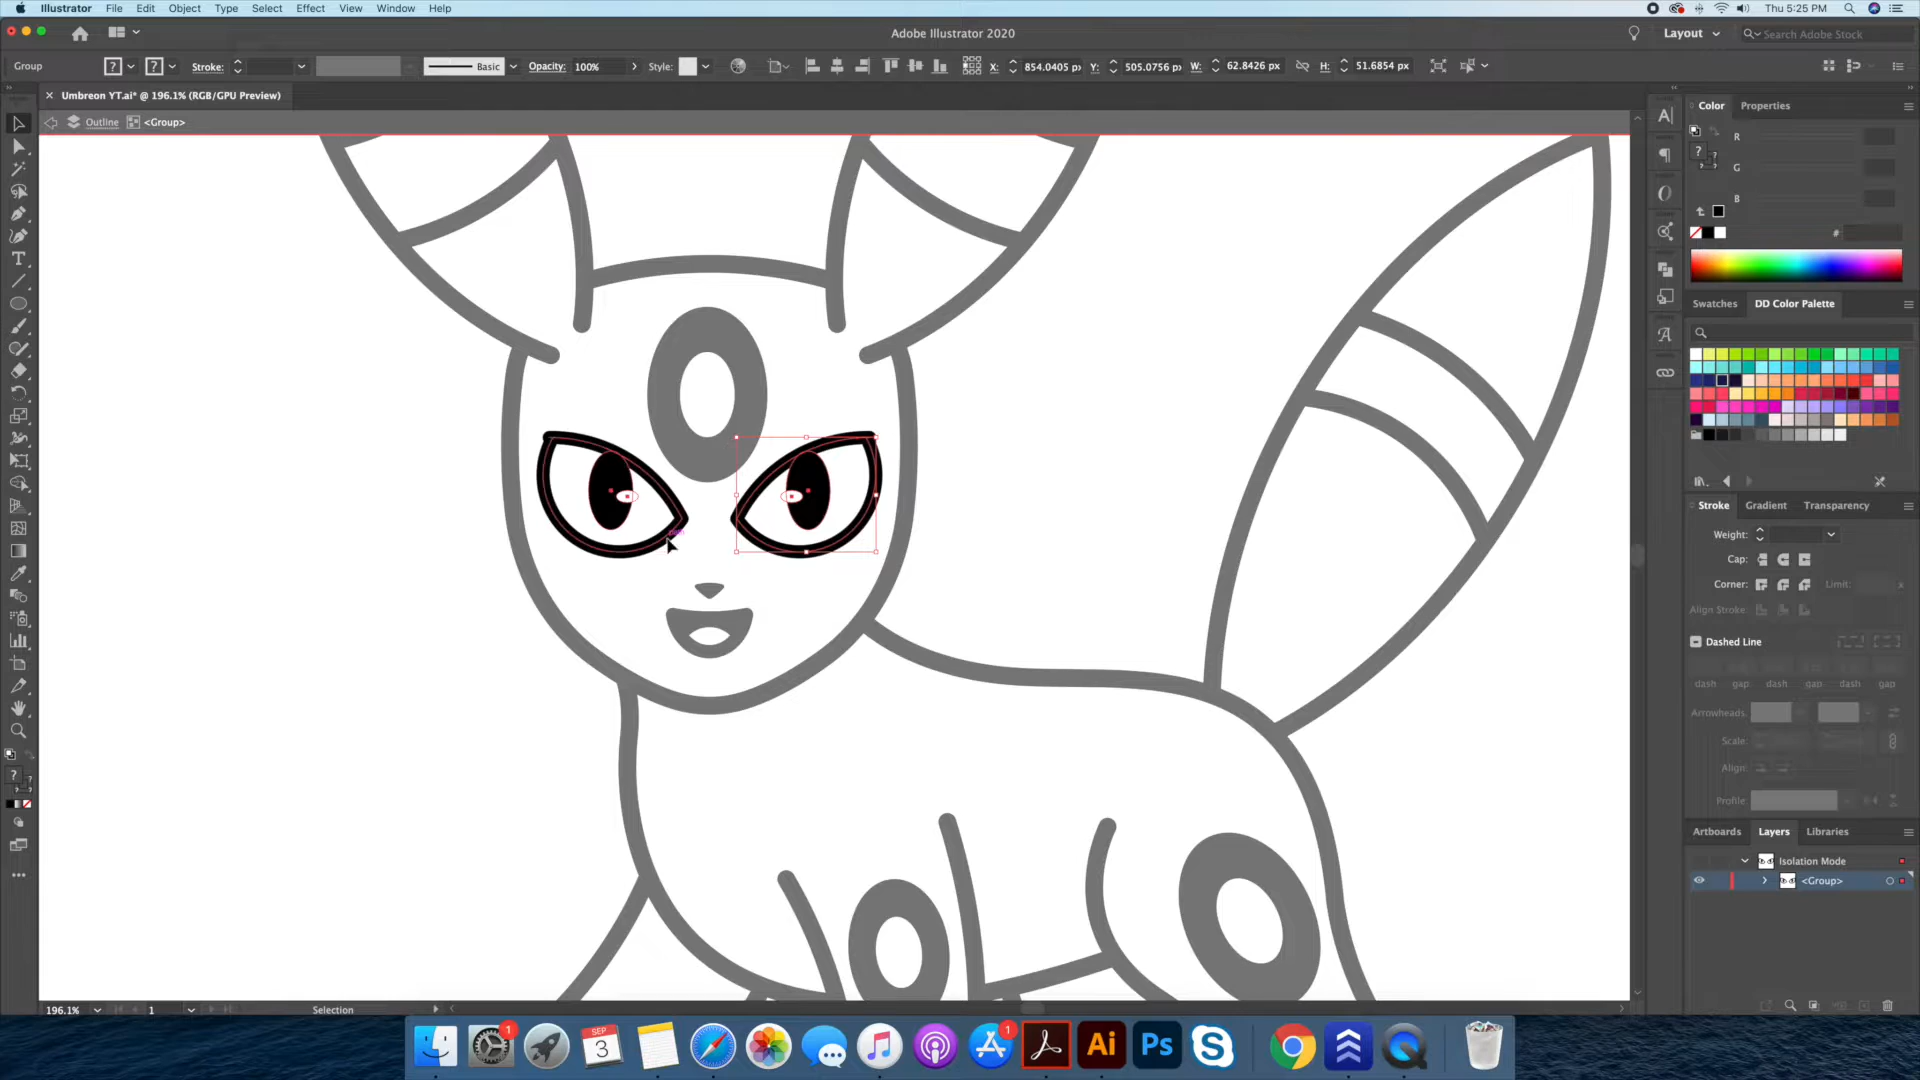 Illustrator File Edit Object Type Select Effect View Window Help Thu 5:25 PM
Adobe Illustrator 2020 Layout Search Adobe Stock
Group ? ? Stroke: Basic Opacity: 100% Style: X: 854.0405 px Y: 505.0756 px W: 62.8426 px H: 51.6854 px
Umbreon YT.ai* @ 196.1% (RGB/GPU Preview)
Outline <Group>
Color Properties
R
G
B
#
Swatches DD Color Palette
Stroke Gradient Transparency
Weight:
Cap:
Corner: Limit:
Align Stroke:
Dashed Line
dash gap dash gap dash gap
Arrowheads:
Scale:
Align:
Profile:
Artboards Layers Libraries
Isolation Mode
<Group>
196.1% 1 Selection
SEP
3
1
1
Ai
Ps